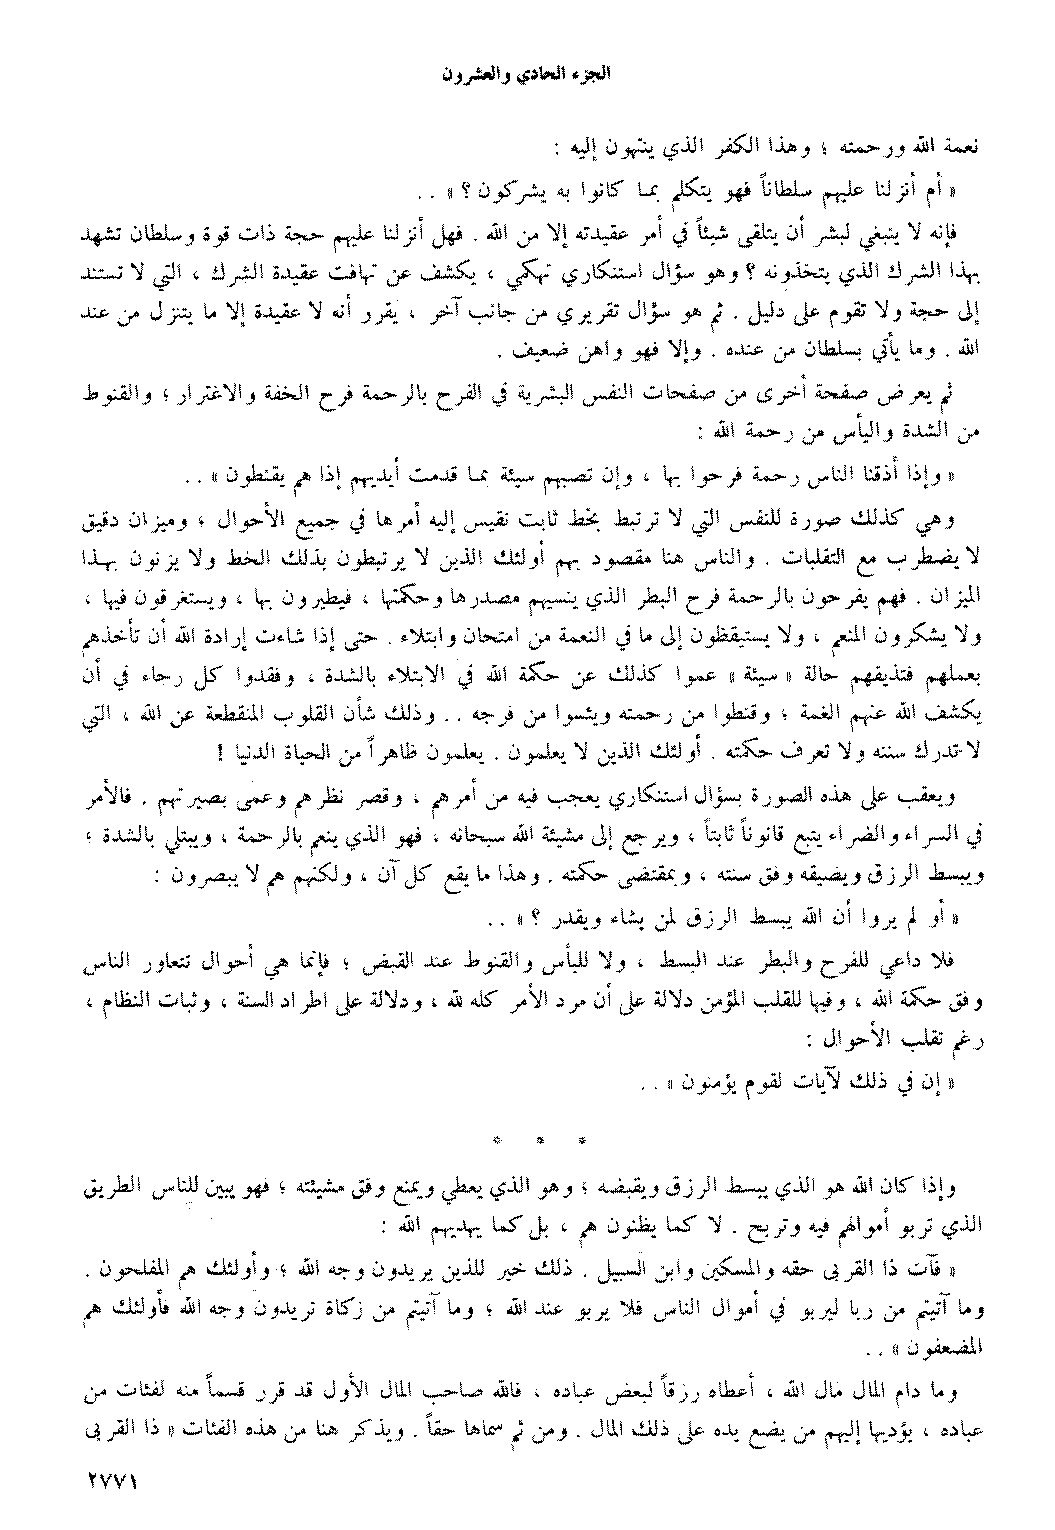 الجزء الحادي والعشرون
نعمة الله ورحمته ؛ وهذا الكفر الذي ينتهون إليه :
« أم أنزلنا عليهم سلطاناً فهو يتكلم بما كانوا به يشركون ؟ » . .
فإنه لا ينبغي لبشر أن يتلقى شيئاً في أمر عقيدته إلا من الله . فهل أنزلنا عليهم حجة ذات قوة وسلطان تشهد
بهذا الشرك الذي يتخذونه ؟ وهو سؤال استنكاري تهكمي ، يكشف عن تهافت عقيدة الشرك ، التي لا تستند
إلى حجة ولا تقوم على دليل . ثم هو سؤال تقريري من جانب آخر ، يقرر أنه لا عقيدة إلا ما يتنزل من عند
الله . وما يأتي بسلطان من عنده . وإلا فهو واهن ضعيف .
ثم يعرض صفحة أخرى من صفحات النفس البشرية في الفرح بالرحمة فرح الخفة والاغترار ؛ والقنوط
من الشدة واليأس من رحمة الله :
« وإذا أذقنا الناس رحمة فرحوا بها ، وإن تصبهم سيئة بما قدمت أيديهم إذا هم يقنطون » . .
وهي كذلك صورة للنفس التي لا ترتبط بخط ثابت نقيس إليه أمرها في جميع الأحوال ؛ وميزان دقيق
لا يضطرب مع التقلبات . والناس هنا مقصود بهم أولئك الذين لا يرتبطون بذلك الخط ولا يزنون بهذا
الميزان . فهم يفرحون بالرحمة فرح البطر الذي ينسيهم مصدرها وحكمتها ، فيطيرون بها ، ويستغرقون فيها ،
ولا يشكرون المنعم ، ولا يستيقظون إلى ما في النعمة من امتحان وابتلاء . حتى إذا شاءت إرادة الله أن تأخذهم
بعملهم فتذيقهم حالة « سيئة » عموا كذلك عن حكمة الله في الابتلاء بالشدة ، وفقدوا كل رجاء في أن
يكشف الله عنهم الغمة ؛ وقنطوا من رحمته ويئسوا من فرجه . . وذلك شأن القلوب المنقطعة عن الله ، التي
لا تدرك سننه ولا تعرف حكمته . أولئك الذين لا يعلمون . يعلمون ظاهراً من الحياة الدنيا !
ويعقب على هذه الصورة بسؤال استنكاري يعجب فيه من أمرهم ، وقصر نظرهم وعمى بصيرتهم . فالأمر
في السراء والضراء يتبع قانوناً ثابتاً ، ويرجع إلى مشيئة الله سبحانه ، فهو الذي ينعم بالرحمة ، ويبتلي بالشدة ؛
ويبسط الرزق ويضيقه وفق سنته ، وبمقتضى حكمته . وهذا ما يقع كل آن ، ولكنهم هم لا يبصرون :
« أو لم يروا أن الله يبسط الرزق لمن يشاء ويقدر ؟ » . .
فلا داعي للفرح والبطر عند البسط ، ولا لليأس والقنوط عند القبض ؛ فإنما هي أحوال تتعاور الناس
وفق حكمة الله ، وفيها للقلب المؤمن دلالة على أن مرد الأمر كله لله ، ودلالة على اطراد السنة ، وثبات النظام ،
رغم تقلب الأحوال :
« إن في ذلك لآيات لقوم يؤمنون » . .
* * *
وإذا كان الله هو الذي يبسط الرزق ويقبضه ؛ وهو الذي يعطي ويمنع وفق مشيئته ؛ فهو يبين للناس الطريق
الذي تربو أموالهم فيه وتربح . لا كما يظنون هم ، بل كما يهديهم الله :
« فآت ذا القربى حقه والمسكين وابن السبيل . ذلك خير للذين يريدون وجه الله ؛ وأولئك هم المفلحون .
وما آتيتم من ربا ليربو في أموال الناس فلا يربو عند الله ؛ وما آتيتم من زكاة تريدون وجه الله فأولئك هم
المضعفون » . .
وما دام المال مال الله ، أعطاه رزقاً لبعض عباده ، فالله صاحب المال الأول قد قرر قسماً منه لفئات من
عباده ، يؤديها إليهم من يضع يده على ذلك المال . ومن ثم سماها حقاً . ويذكر هنا من هذه الفئات « ذا القربى
٢٧٧١